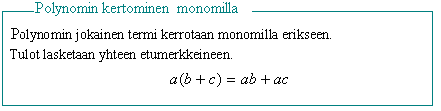 Polynomin kertominen monomilla
Polynomin jokainen termi kerrotaan monomilla erikseen.
Tulot lasketaan yhteen etumerkkeineen.
a(b + c) = ab + ac